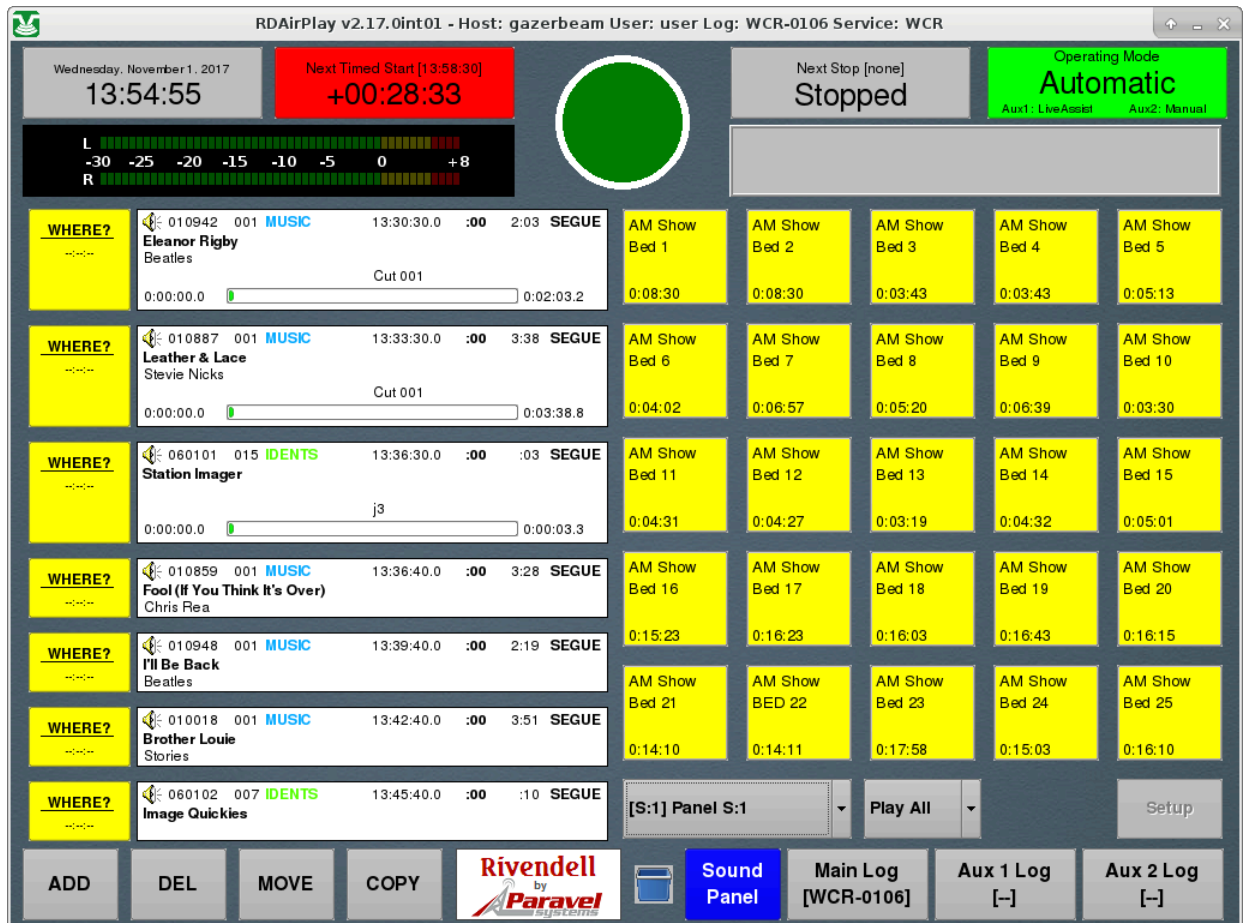 RDAirPlay v2.17.0int01 - Host: gazerbeam User: user Log: WCR-0106 Service: WCR
Wednesday, November 1, 2017
13:54:55
Next Timed Start [13:58:30]
+00:28:33
Next Stop [none]
Stopped
Operating Mode
Automatic
Aux1: LiveAssist Aux2: Manual
L
-30 -25 -20 -15 -10 -5 0 +8
R
WHERE?
--:--:--
010942 001 MUSIC 13:30:30.0 :00 2:03 SEGUE
Eleanor Rigby
Beatles
Cut 001
0:00:00.0 0:02:03.2
WHERE?
--:--:--
010887 001 MUSIC 13:33:30.0 :00 3:38 SEGUE
Leather & Lace
Stevie Nicks
Cut 001
0:00:00.0 0:03:38.8
WHERE?
--:--:--
060101 015 IDENTS 13:36:30.0 :00 :03 SEGUE
Station Imager
j3
0:00:00.0 0:00:03.3
WHERE?
--:--:--
010859 001 MUSIC 13:36:40.0 :00 3:28 SEGUE
Fool (If You Think It's Over)
Chris Rea
WHERE?
--:--:--
010948 001 MUSIC 13:39:40.0 :00 2:19 SEGUE
I'll Be Back
Beatles
WHERE?
--:--:--
010018 001 MUSIC 13:42:40.0 :00 3:51 SEGUE
Brother Louie
Stories
WHERE?
--:--:--
060102 007 IDENTS 13:45:40.0 :00 :10 SEGUE
Image Quickies
AM Show
Bed 1
0:08:30
AM Show
Bed 2
0:08:30
AM Show
Bed 3
0:03:43
AM Show
Bed 4
0:03:43
AM Show
Bed 5
0:05:13
AM Show
Bed 6
0:04:02
AM Show
Bed 7
0:06:57
AM Show
Bed 8
0:05:20
AM Show
Bed 9
0:06:39
AM Show
Bed 10
0:03:30
AM Show
Bed 11
0:04:31
AM Show
Bed 12
0:04:27
AM Show
Bed 13
0:03:19
AM Show
Bed 14
0:04:32
AM Show
Bed 15
0:05:01
AM Show
Bed 16
0:15:23
AM Show
Bed 17
0:16:23
AM Show
Bed 18
0:16:03
AM Show
Bed 19
0:16:43
AM Show
Bed 20
0:16:15
AM Show
Bed 21
0:14:10
AM Show
BED 22
0:14:11
AM Show
Bed 23
0:17:58
AM Show
Bed 24
0:15:03
AM Show
Bed 25
0:16:10
[S:1] Panel S:1
Play All
Setup
ADD
DEL
MOVE
COPY
Rivendell
by
Paravel
systems
Sound
Panel
Main Log
[WCR-0106]
Aux 1 Log
[--]
Aux 2 Log
[--]